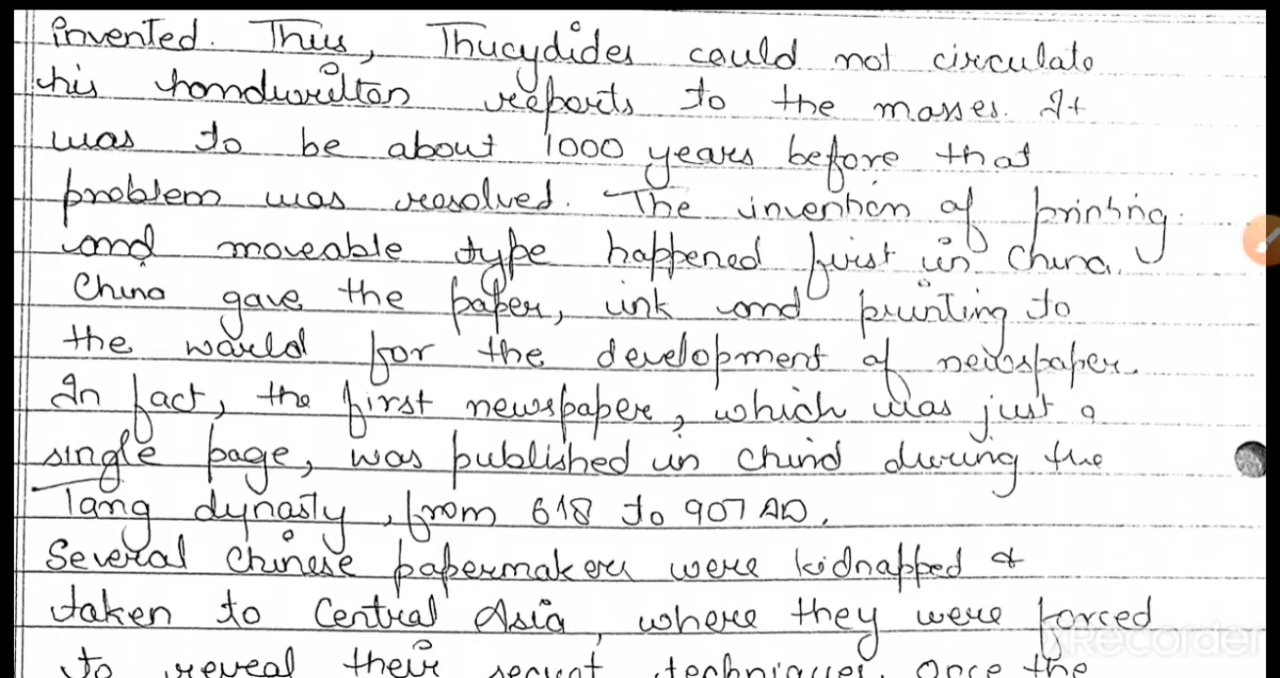 invented. Thus, Thucydides could not circulate
his handwritten reports to the masses. It
was to be about 1000 years before that
problem was resolved. The invention of printing
and moveable type happened first in China.
China gave the paper, ink and printing to
the world for the development of newspaper.
In fact, the first newspaper, which was just a
single page, was published in China during the
Tang dynasty, from 618 to 907 AD.
Several Chinese papermakers were kidnapped &
taken to Central Asia, where they were forced
to reveal their secret techniques. Once the
XRecorder